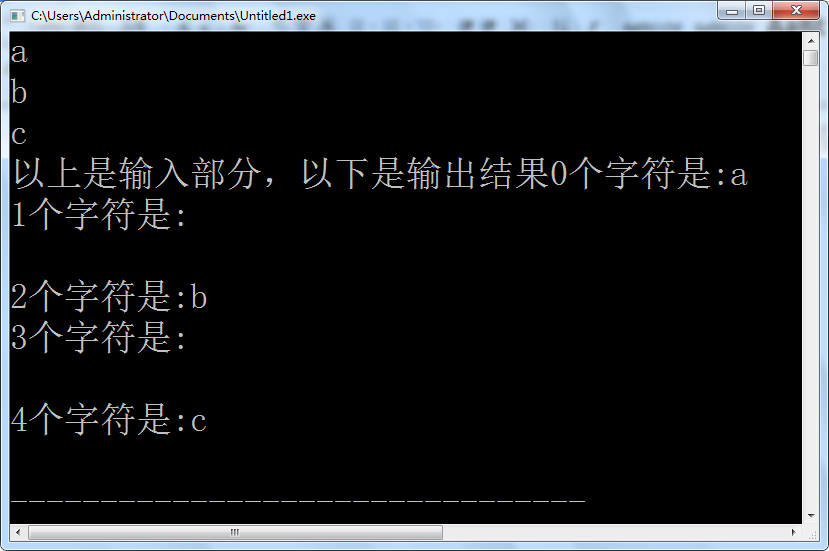 C:\Users\Administrator\Documents\Untitled1.exe
a
b
c
以上是输入部分，以下是输出结果0个字符是:a
1个字符是:
2个字符是:b
3个字符是:
4个字符是:c
--------------------------------